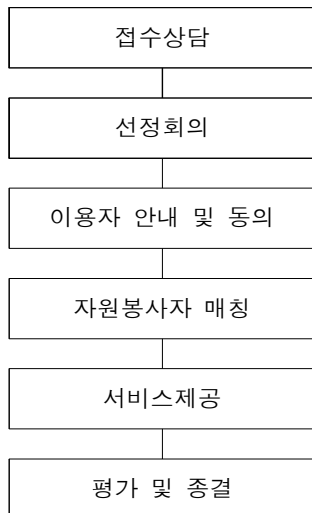 접수상담
선정회의
이용자 안내 및 동의
자원봉사자 매칭
서비스제공
평가 및 종결